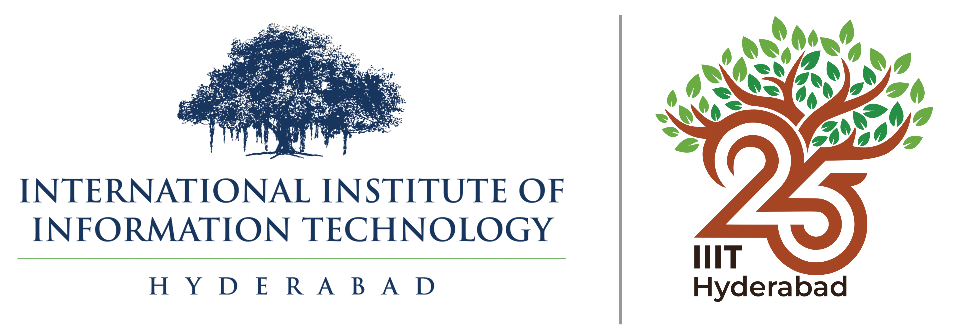 INTERNATIONAL INSTITUTE OF
INFORMATION TECHNOLOGY
HYDERABAD
25
IIIT
Hyderabad